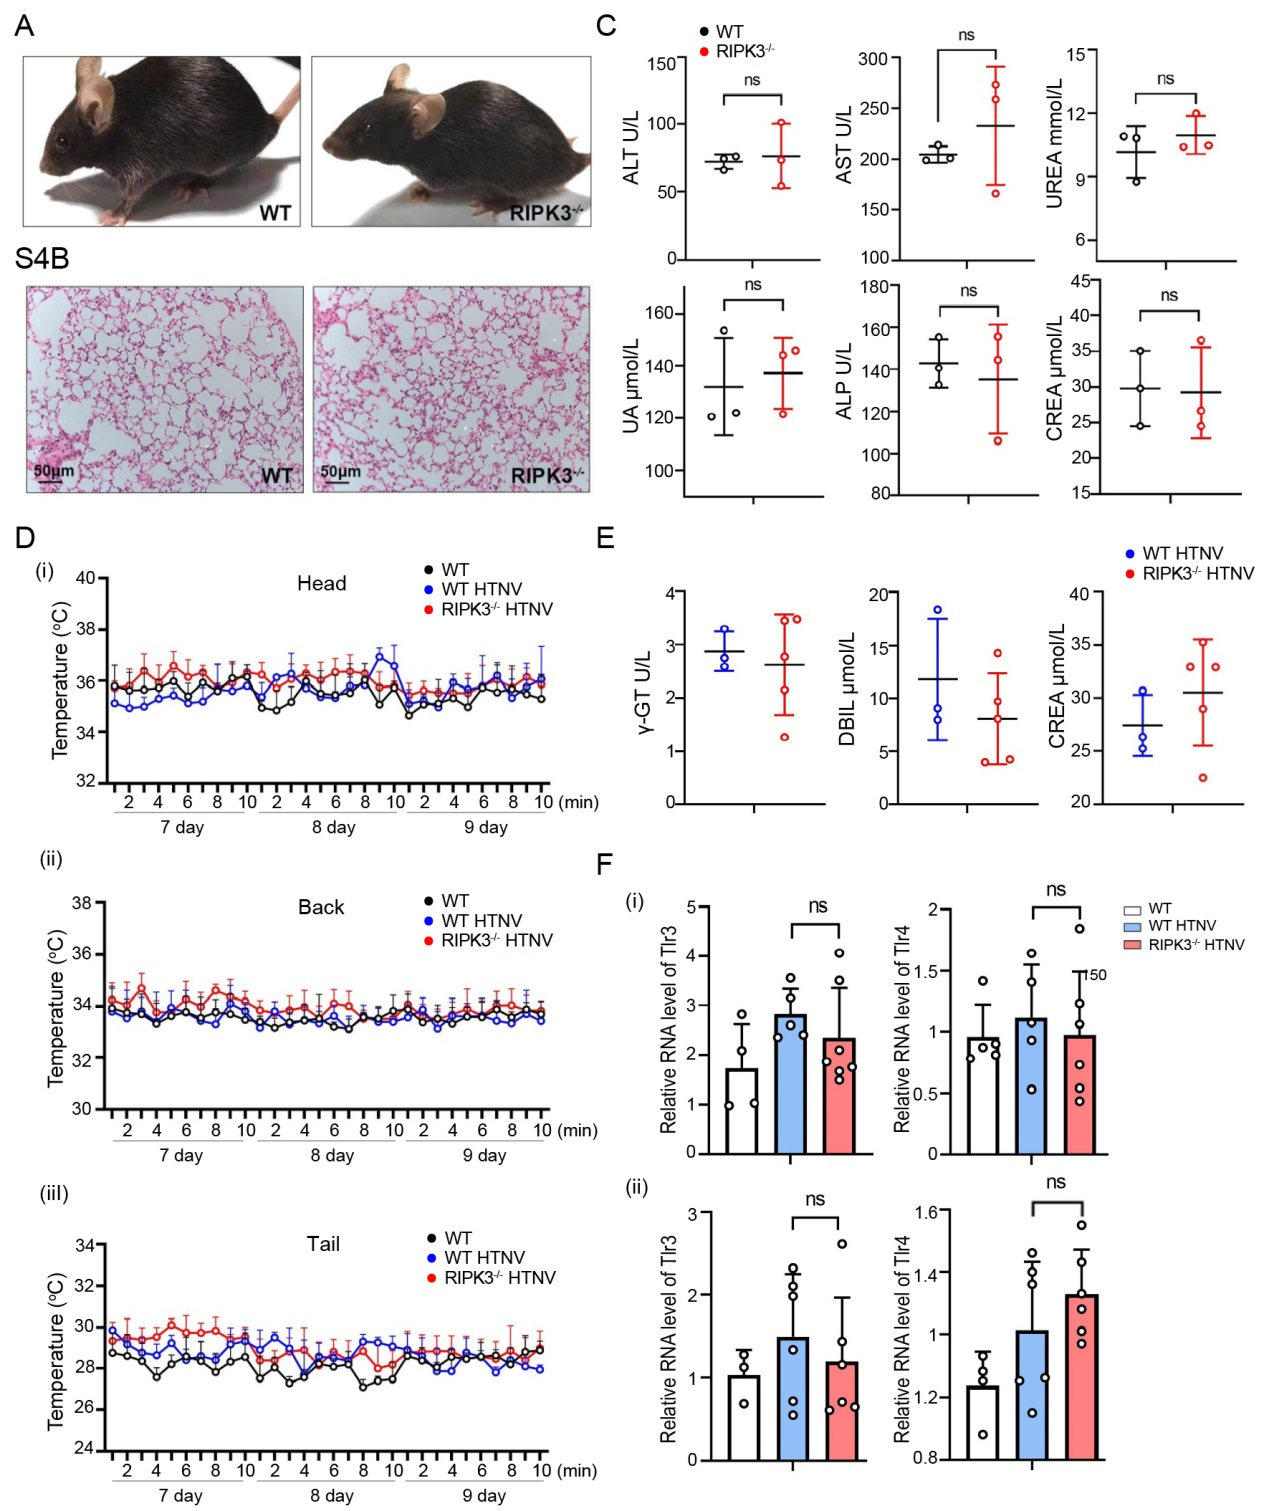 A
WT
RIPK3-/-
S4B
50μm
WT
50μm
RIPK3-/-
C
WT
RIPK3-/-
ALT U/L
150
100
50
0
ns
AST U/L
300
250
200
150
100
ns
UREA mmol/L
15
12
9
6
ns
UA μmol/L
160
140
120
100
ns
ALP U/L
180
160
140
120
100
80
ns
CREA μmol/L
45
40
35
30
25
20
15
ns
D
(i)
Head
WT
WT HTNV
RIPK3-/- HTNV
Temperature (oC)
40
38
36
34
32
2 4 6 8 10 2 4 6 8 10 2 4 6 8 10 (min)
7 day 8 day 9 day
(ii)
Back
WT
WT HTNV
RIPK3-/- HTNV
Temperature (oC)
38
36
34
32
30
2 4 6 8 10 2 4 6 8 10 2 4 6 8 10 (min)
7 day 8 day 9 day
(iiI)
Tail
WT
WT HTNV
RIPK3-/- HTNV
Temperature (oC)
34
32
30
28
26
24
2 4 6 8 10 2 4 6 8 10 2 4 6 8 10 (min)
7 day 8 day 9 day
E
WT HTNV
RIPK3-/- HTNV
γ-GT U/L
4
3
2
1
0
DBIL μmol/L
20
15
10
5
0
CREA μmol/L
40
35
30
25
20
F
(i)
Relative RNA level of Tlr3
5
4
3
2
1
0
ns
Relative RNA level of Tlr4
2
1.5
1
0.5
0
ns
150
WT
WT HTNV
RIPK3-/- HTNV
(ii)
Relative RNA level of Tlr3
3
2
1
0
ns
Relative RNA level of Tlr4
1.6
1.4
1
1.2
0.8
ns